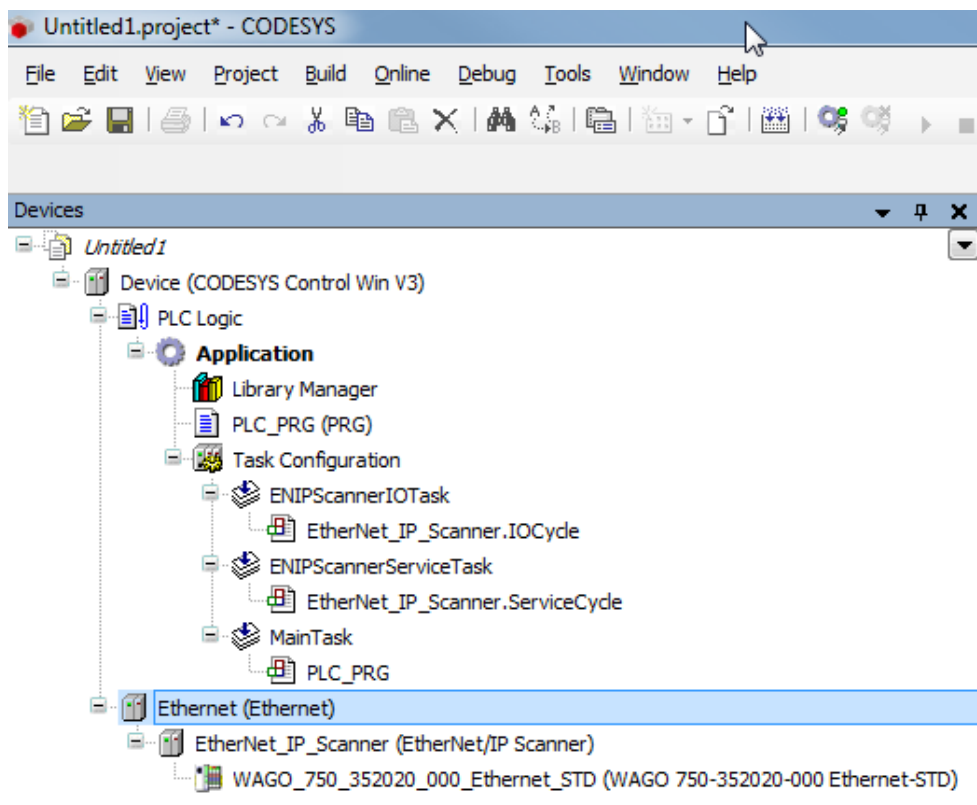 Untitled1.project* - CODESYS
File Edit View Project Build Online Debug Tools Window Help
Devices
Untitled1
Device (CODESYS Control Win V3)
PLC Logic
Application
Library Manager
PLC_PRG (PRG)
Task Configuration
ENIPScannerIOTask
EtherNet_IP_Scanner.IOCycle
ENIPScannerServiceTask
EtherNet_IP_Scanner.ServiceCycle
MainTask
PLC_PRG
Ethernet (Ethernet)
EtherNet_IP_Scanner (EtherNet/IP Scanner)
WAGO_750_352020_000_Ethernet_STD (WAGO 750-352020-000 Ethernet-STD)